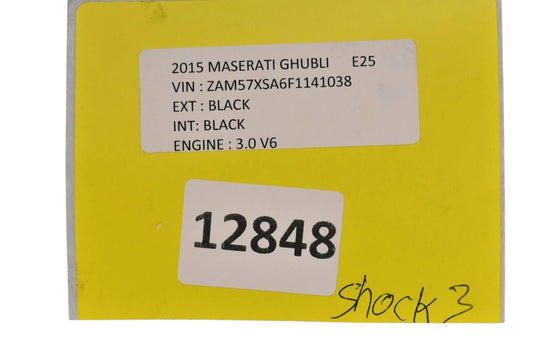 2015 MASERATI GHUBLI E25
VIN : ZAM57XSA6F1141038
EXT : BLACK
INT: BLACK
ENGINE : 3.0 V6
12848
Shock 3